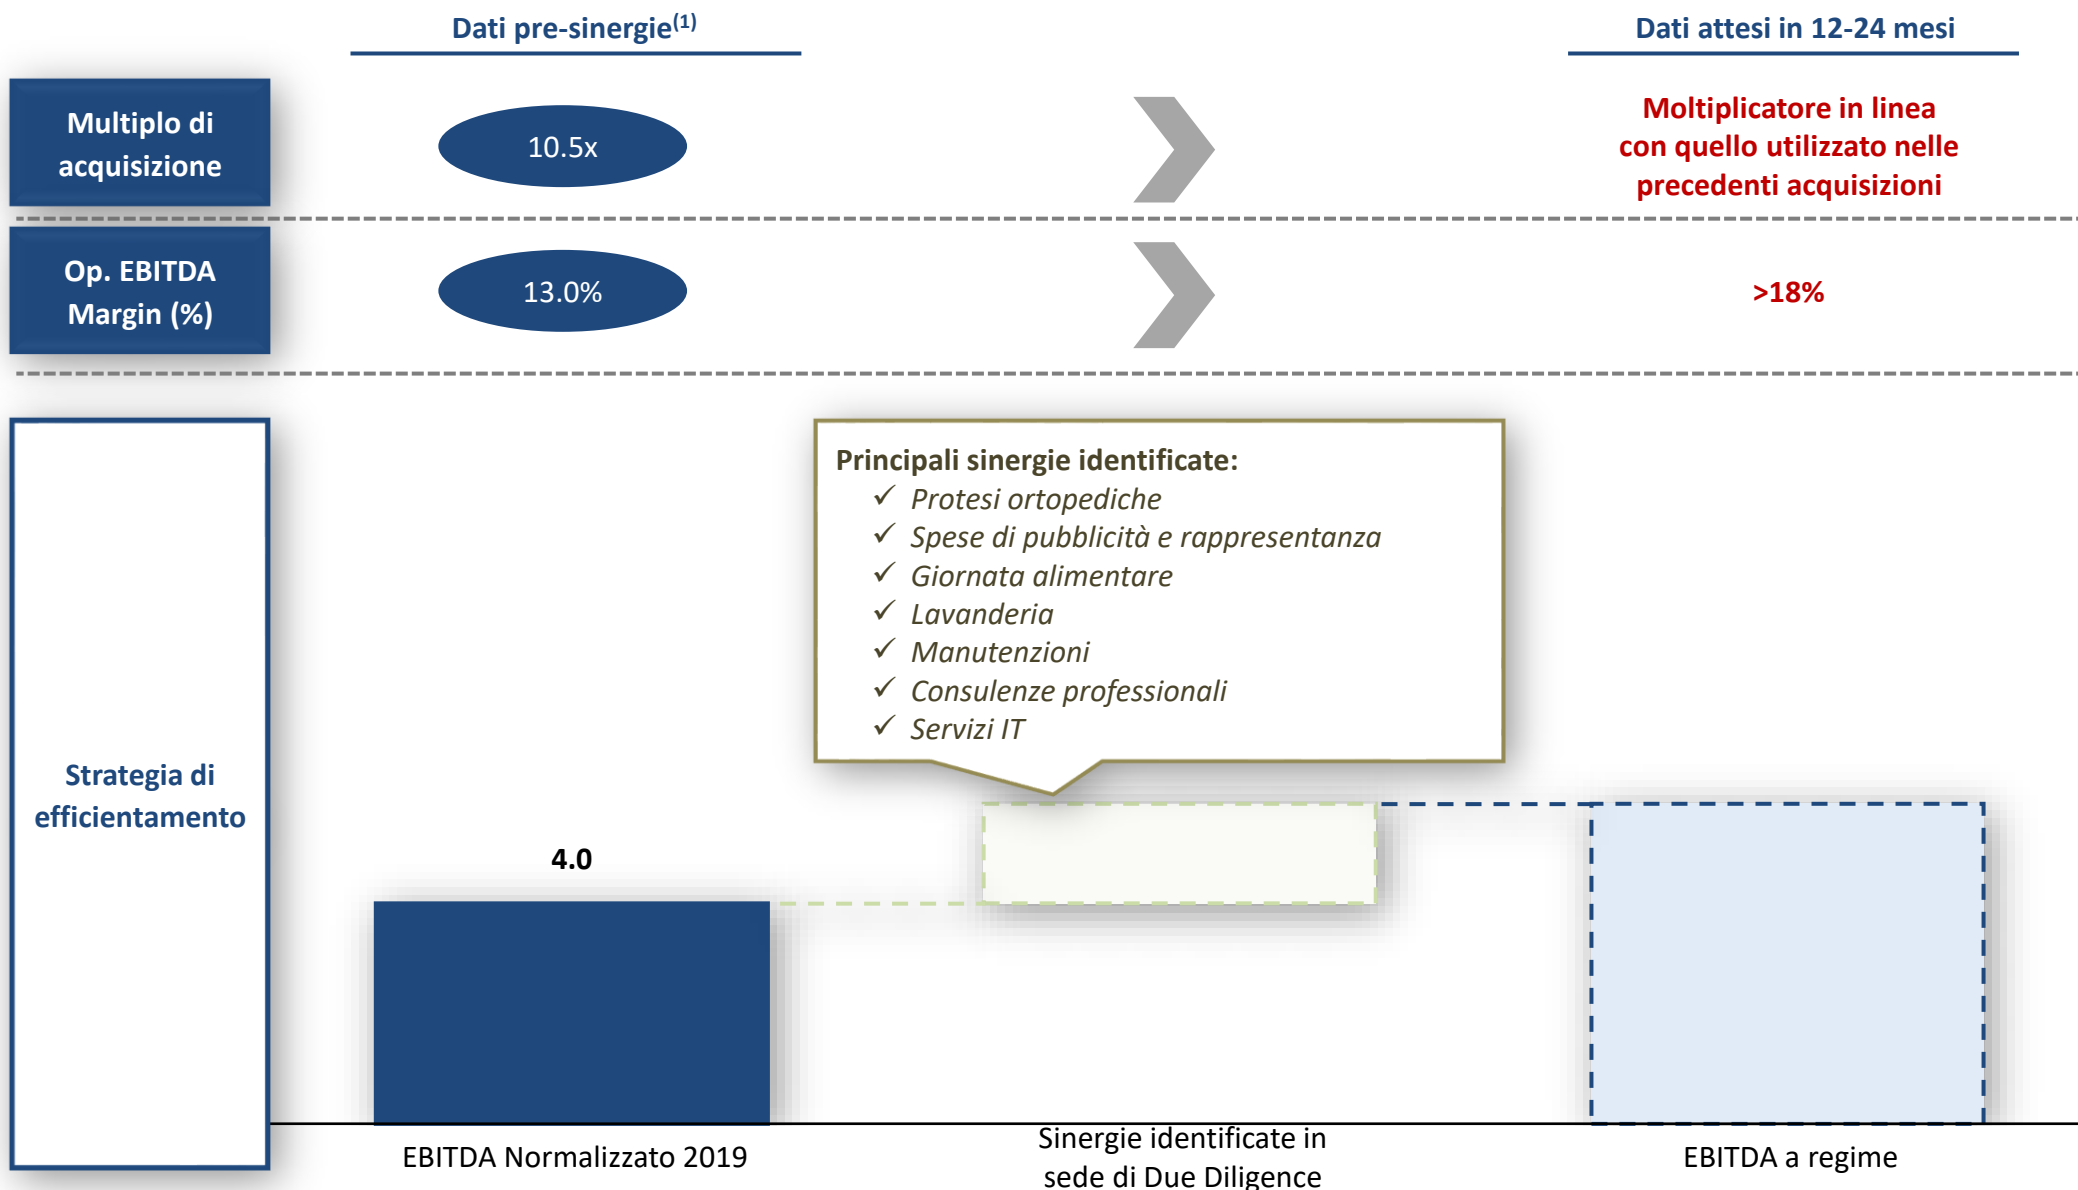 Dati pre-sinergie(1)
Dati attesi in 12-24 mesi
Multiplo di
acquisizione
10.5x
Moltiplicatore in linea
con quello utilizzato nelle
precedenti acquisizioni
Op. EBITDA
Margin (%)
13.0%
>18%
Strategia di
efficientamento
Principali sinergie identificate:
✓ Protesi ortopediche
✓ Spese di pubblicità e rappresentanza
✓ Giornata alimentare
✓ Lavanderia
✓ Manutenzioni
✓ Consulenze professionali
✓ Servizi IT
4.0
EBITDA Normalizzato 2019
Sinergie identificate in
sede di Due Diligence
EBITDA a regime